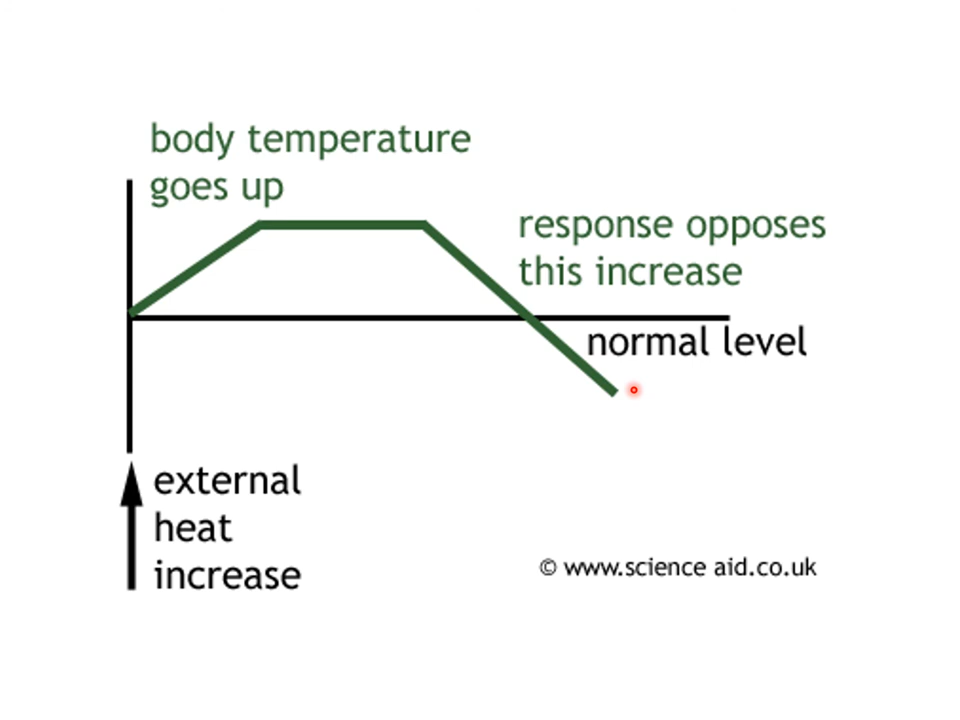 body temperature
goes up
response opposes
this increase
normal level
external
heat
increase
© www.science aid.co.uk